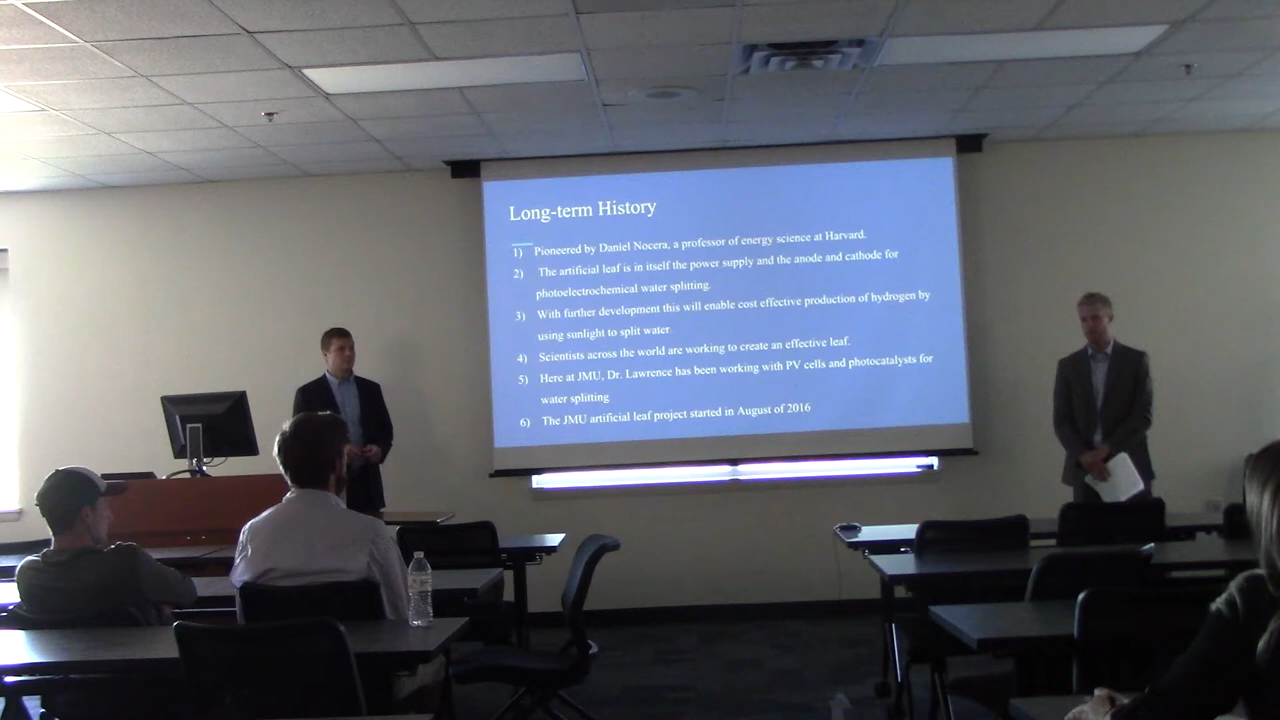 Long-term History
1) Pioneered by Daniel Nocera, a professor of energy science at Harvard.
2) The artificial leaf is in itself the power supply and the anode and cathode for
photoelectrochemical water splitting.
3) With further development this will enable cost effective production of hydrogen by
using sunlight to split water.
4) Scientists across the world are working to create an effective leaf.
5) Here at JMU, Dr. Lawrence has been working with PV cells and photocatalysts for
water splitting
6) The JMU artificial leaf project started in August of 2016